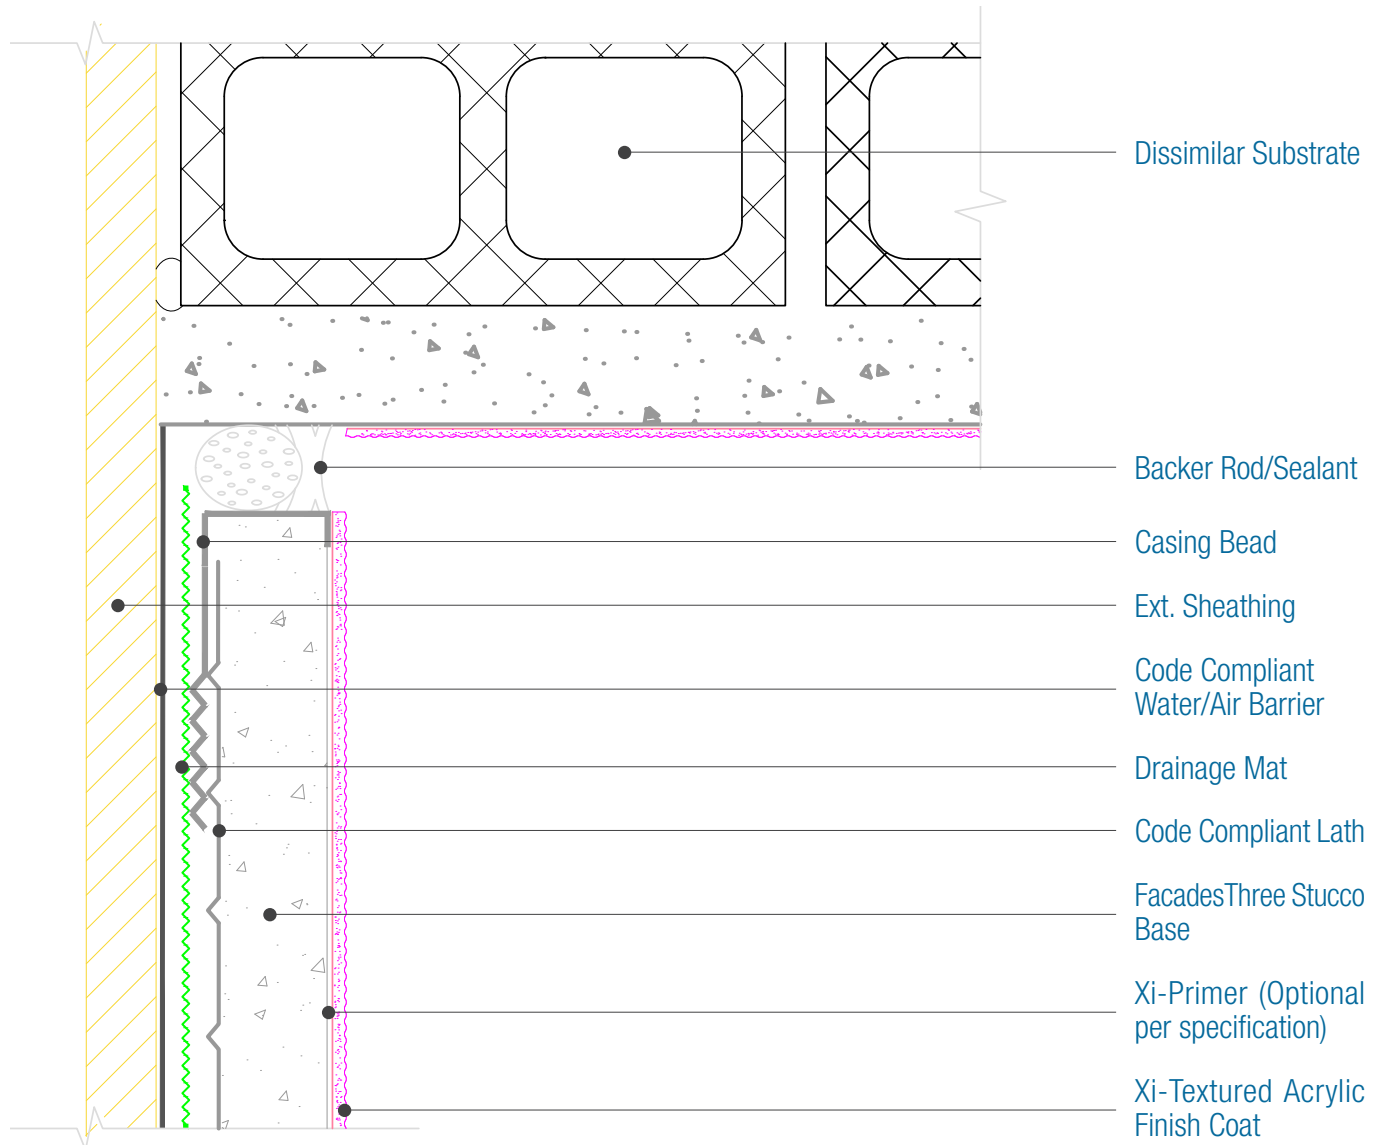 Dissimilar Substrate
Backer Rod/Sealant
Casing Bead
Ext. Sheathing
Code Compliant
Water/Air Barrier
Drainage Mat
Code Compliant Lath
FacadesThree Stucco
Base
Xi-Primer (Optional
per specification)
Xi-Textured Acrylic
Finish Coat